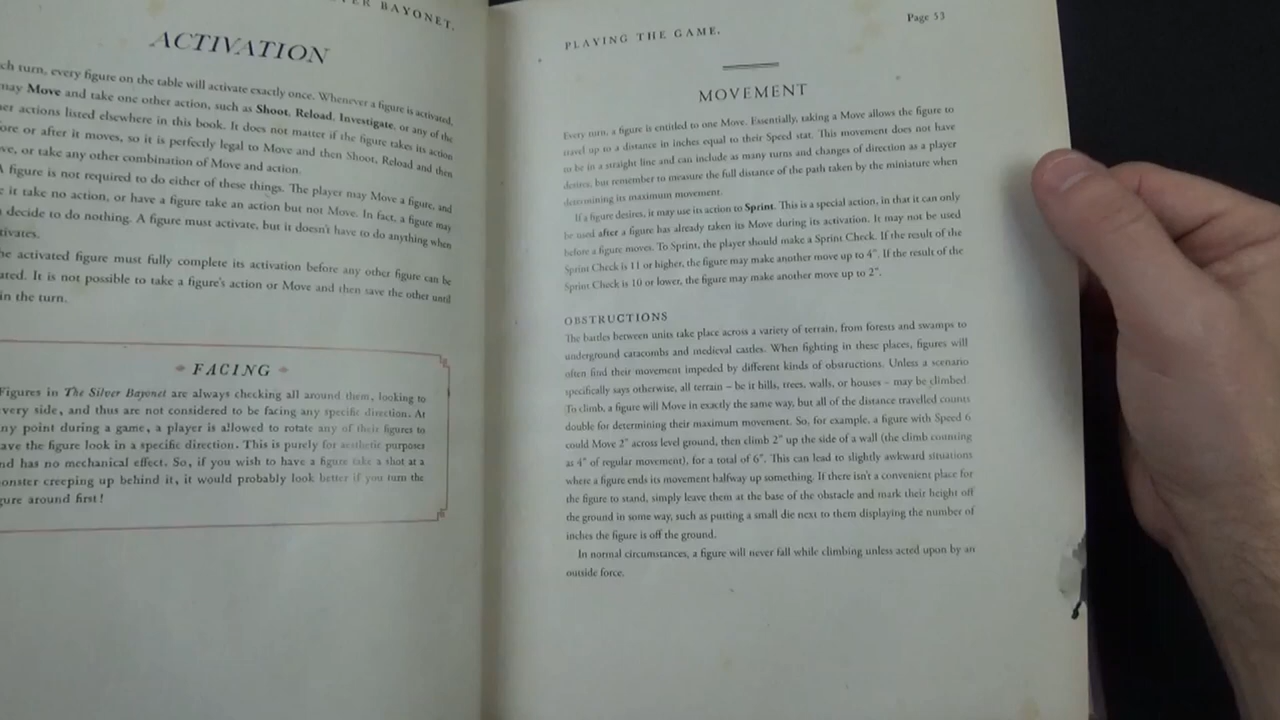 ER BAYONET.
ACTIVATION
ch turn, every figure on the table will activate exactly once. Whenever a figure is activated,
may Move and take one other action, such as Shoot, Reload, Investigate, or any of the
er actions listed elsewhere in this book. It does not matter if the figure takes its action
ore or after it moves, so it is perfectly legal to Move and then Shoot, Reload and then
ve, or take any other combination of Move and action.
A figure is not required to do either of these things. The player may Move a figure, and
e it take no action, or have a figure take an action but not Move. In fact, a figure may
decide to do nothing. A figure must activate, but it doesn't have to do anything when
tivates.
he activated figure must fully complete its activation before any other figure can be
ated. It is not possible to take a figure's action or Move and then save the other until
in the turn.
FACING
Figures in The Silver Bayonet are always checking all around them, looking to
very side, and thus are not considered to be facing any specific direction. At
ny point during a game, a player is allowed to rotate any of their figures to
ave the figure look in a specific direction. This is purely for aesthetic purposes
nd has no mechanical effect. So, if you wish to have a figure take a shot at a
onster creeping up behind it, it would probably look better if you turn the
gure around first!
PLAYING THE GAME.
Page 53
MOVEMENT
Every turn, a figure is entitled to one Move. Essentially, taking a Move allows the figure to
travel up to a distance in inches equal to their Speed stat. This movement does not have
to be in a straight line and can include as many turns and changes of direction as a player
desires, but remember to measure the full distance of the path taken by the miniature when
determining its maximum movement.
If a figure desires, it may use its action to Sprint. This is a special action, in that it can only
be used after a figure has already taken its Move during its activation. It may not be used
before a figure moves. To Sprint, the player should make a Sprint Check. If the result of the
Sprint Check is 11 or higher, the figure may make another move up to 4". If the result of the
Sprint Check is 10 or lower, the figure may make another move up to 2".
OBSTRUCTIONS
The battles between units take place across a variety of terrain, from forests and swamps to
underground catacombs and medieval castles. When fighting in these places, figures will
often find their movement impeded by different kinds of obstructions. Unless a scenario
specifically says otherwise, all terrain – be it hills, trees, walls, or houses – may be climbed.
To climb, a figure will Move in exactly the same way, but all of the distance travelled counts
double for determining their maximum movement. So, for example, a figure with Speed 6
could Move 2" across level ground, then climb 2" up the side of a wall (the climb counting
as 4" of regular movement), for a total of 6". This can lead to slightly awkward situations
where a figure ends its movement halfway up something. If there isn't a convenient place for
the figure to stand, simply leave them at the base of the obstacle and mark their height off
the ground in some way, such as putting a small die next to them displaying the number of
inches the figure is off the ground.
In normal circumstances, a figure will never fall while climbing unless acted upon by an
outside force.